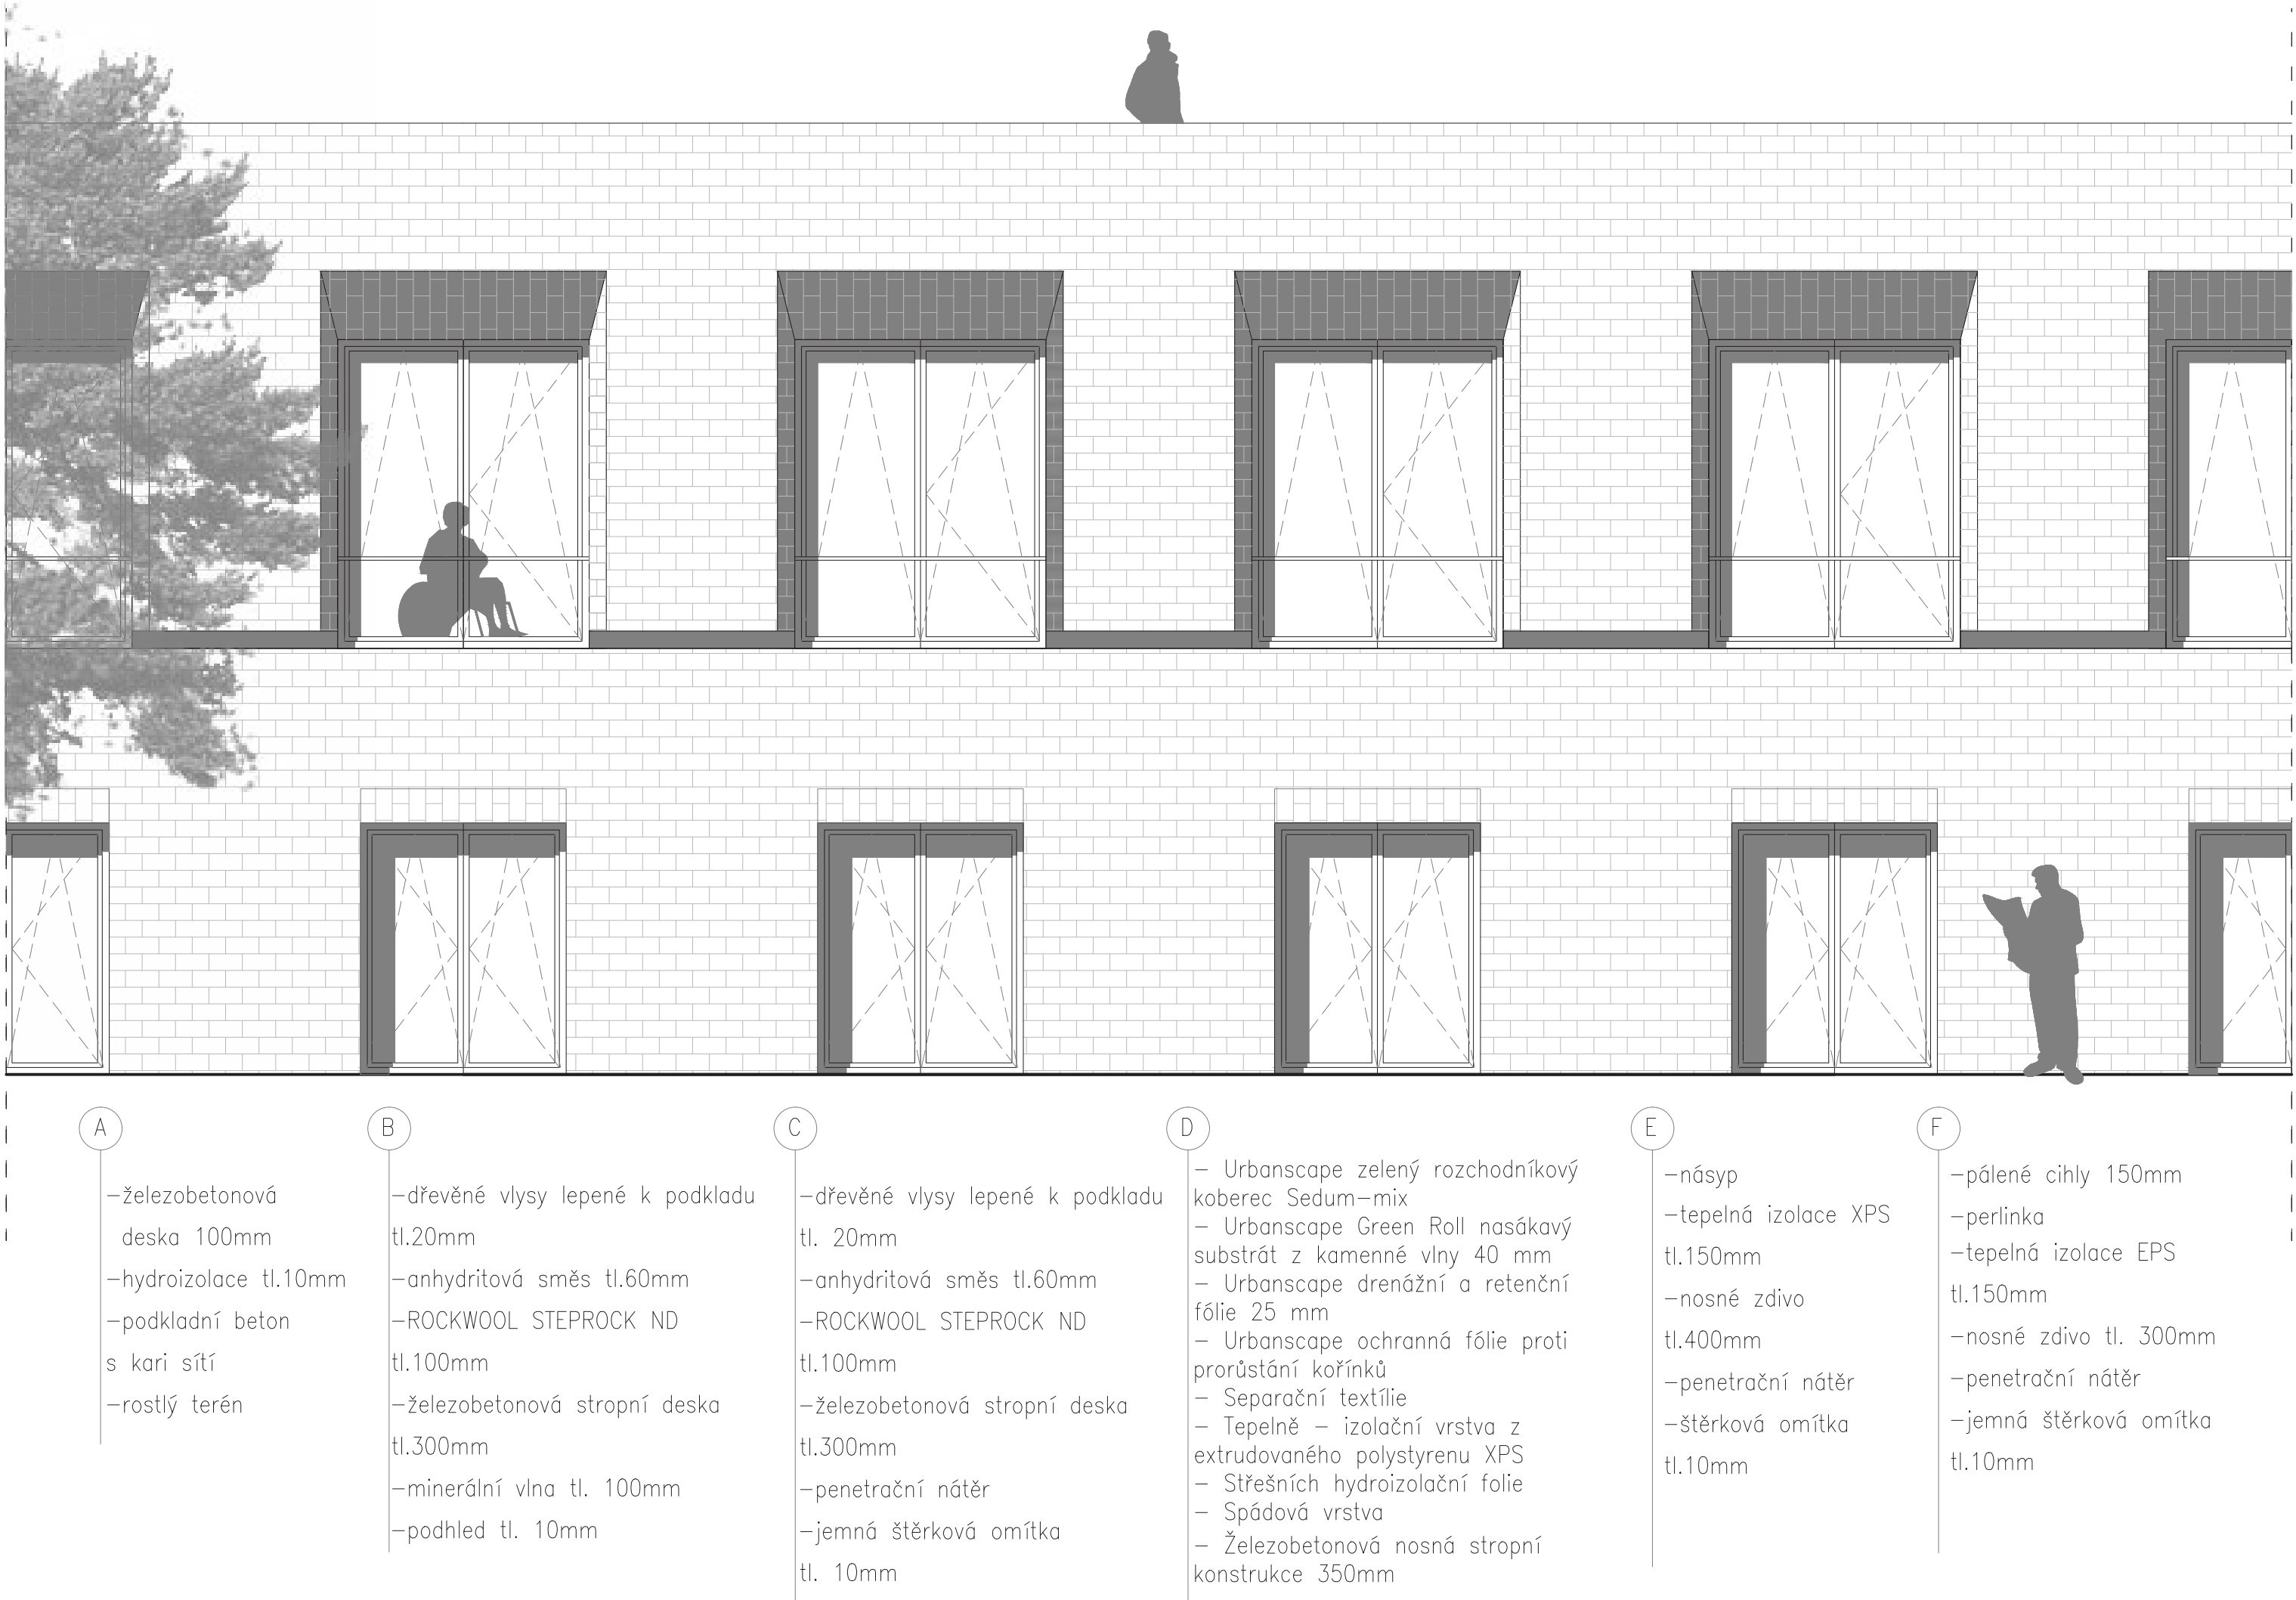 A
-železobetonová
deska 100mm
-hydroizolace tl.10mm
-podkladní beton
s kari sítí
-rostlý terén
B
-dřevěné vlysy lepené k podkladu
tl.20mm
-anhydritová směs tl.60mm
-ROCKWOOL STEPROCK ND
tl.100mm
-železobetonová stropní deska
tl.300mm
-minerální vlna tl. 100mm
-podhled tl. 10mm
C
-dřevěné vlysy lepené k podkladu
tl. 20mm
-anhydritová směs tl.60mm
-ROCKWOOL STEPROCK ND
tl.100mm
-železobetonová stropní deska
tl.300mm
-penetrační nátěr
-jemná štěrková omítka
tl. 10mm
D
- Urbanscape zelený rozchodníkový
koberec Sedum-mix
- Urbanscape Green Roll nasákavý
substrát z kamenné vlny 40 mm
- Urbanscape drenážní a retenční
fólie 25 mm
- Urbanscape ochranná fólie proti
prorůstání kořínků
- Separační textílie
- Tepelně - izolační vrstva z
extrudovaného polystyrenu XPS
- Střešních hydroizolační folie
- Spádová vrstva
- Železobetonová nosná stropní
konstrukce 350mm
E
-násyp
-tepelná izolace XPS
tl.150mm
-nosné zdivo
tl.400mm
-penetrační nátěr
-štěrková omítka
tl.10mm
F
-pálené cihly 150mm
-perlinka
-tepelná izolace EPS
tl.150mm
-nosné zdivo tl. 300mm
-penetrační nátěr
-jemná štěrková omítka
tl.10mm